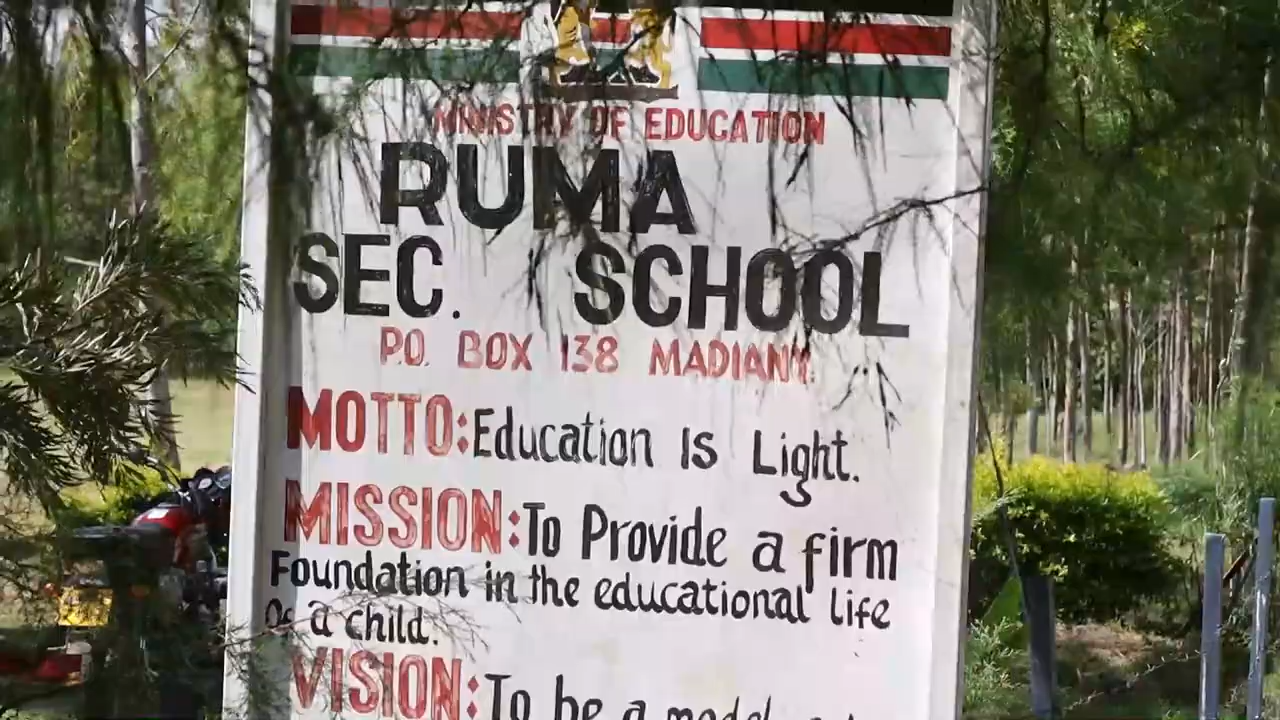 MINISTRY OF EDUCATION
RUMA
SEC. SCHOOL
P.O. BOX 138 MADIANY.
MOTTO: Education Is Light.
MISSION: To Provide a firm
Foundation in the educational life
Of a child.
VISION: To be a model